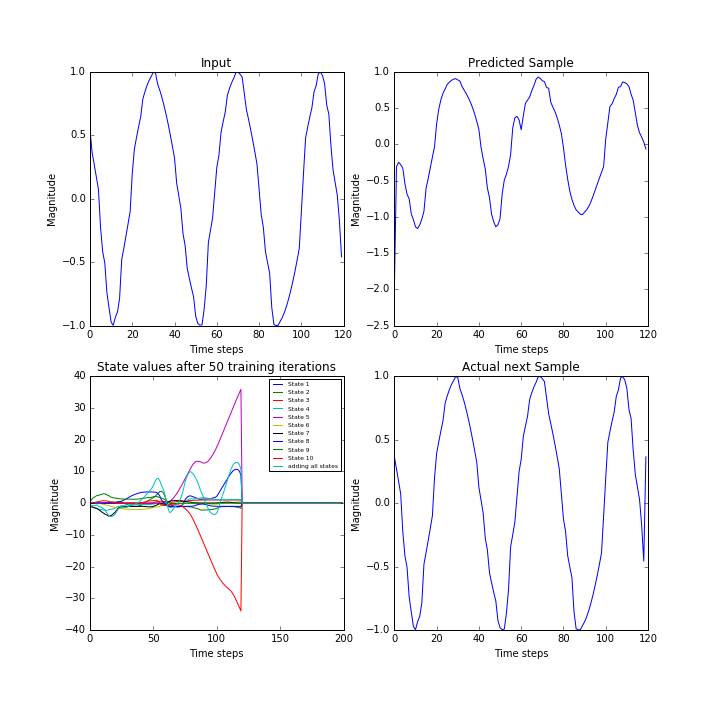 Input
1.0
0.5
0.0
−0.5
−1.0
Magnitude
0 20 40 60 80 100 120
Time steps
Predicted Sample
1.0
0.5
0.0
−0.5
−1.0
−1.5
−2.0
−2.5
Magnitude
0 20 40 60 80 100 120
Time steps
State values after 50 training iterations
40
30
20
10
0
−10
−20
−30
−40
Magnitude
State 1
State 2
State 3
State 4
State 5
State 6
State 7
State 8
State 9
State 10
adding all states
0 50 100 150 200
Time steps
Actual next Sample
1.0
0.5
0.0
−0.5
−1.0
Magnitude
0 20 40 60 80 100 120
Time steps